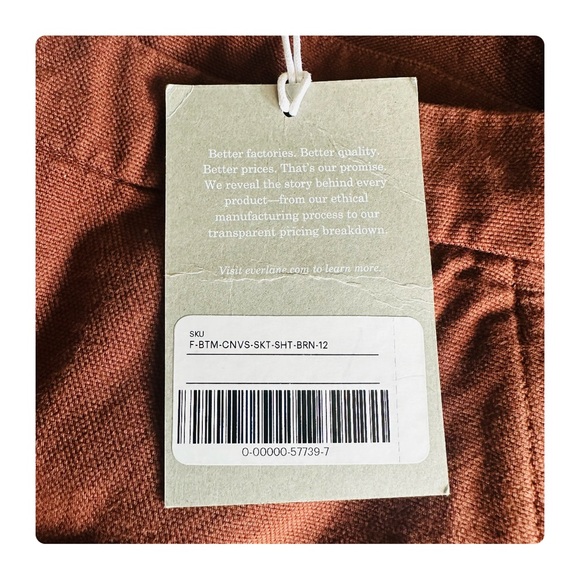 Better factories. Better quality.
Better prices. That's our promise.
We reveal the story behind every
product—from our ethical
manufacturing process to our
transparent pricing breakdown.
Visit everlane.com to learn more.
SKU
F-BTM-CNVS-SKT-SHT-BRN-12
0-00000-57739-7